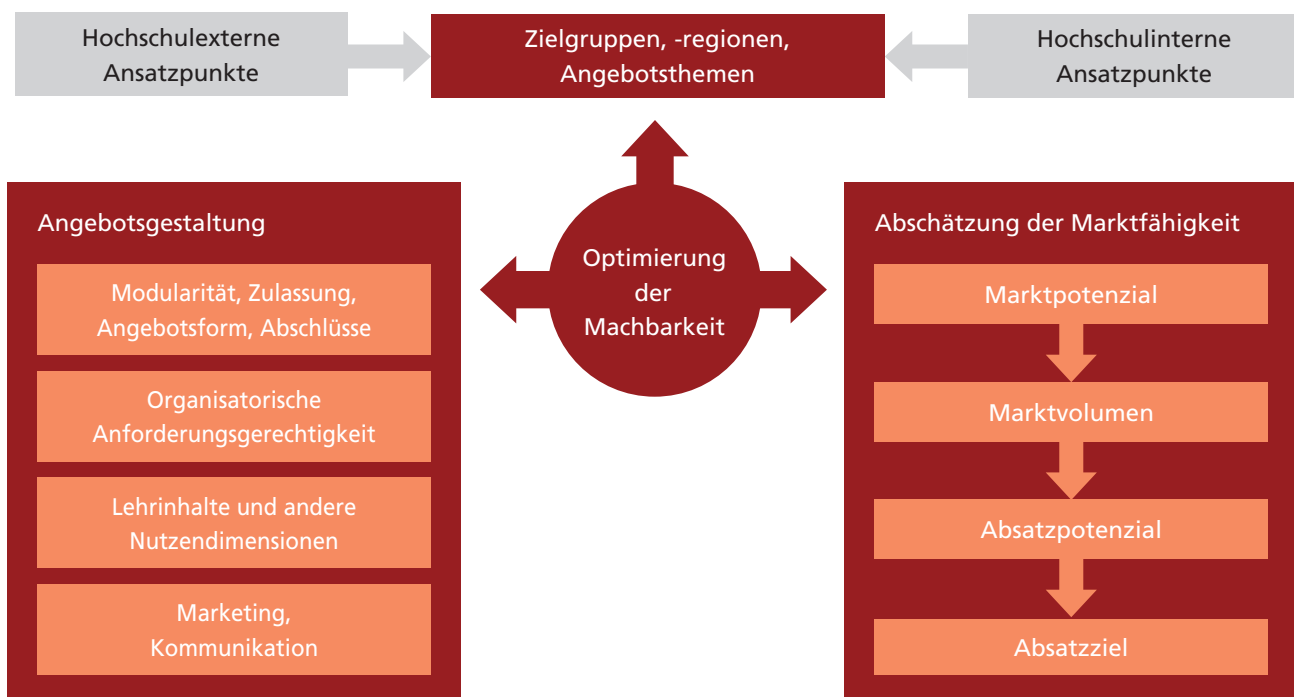 Hochschulexterne
Ansatzpunkte
Zielgruppen, -regionen,
Angebotsthemen
Hochschulinterne
Ansatzpunkte
Angebotsgestaltung
Modularität, Zulassung,
Angebotsform, Abschlüsse
Organisatorische
Anforderungsgerechtigkeit
Lehrinhalte und andere
Nutzendimensionen
Marketing,
Kommunikation
Optimierung
der
Machbarkeit
Abschätzung der Marktfähigkeit
Marktpotenzial
Marktvolumen
Absatzpotenzial
Absatzziel